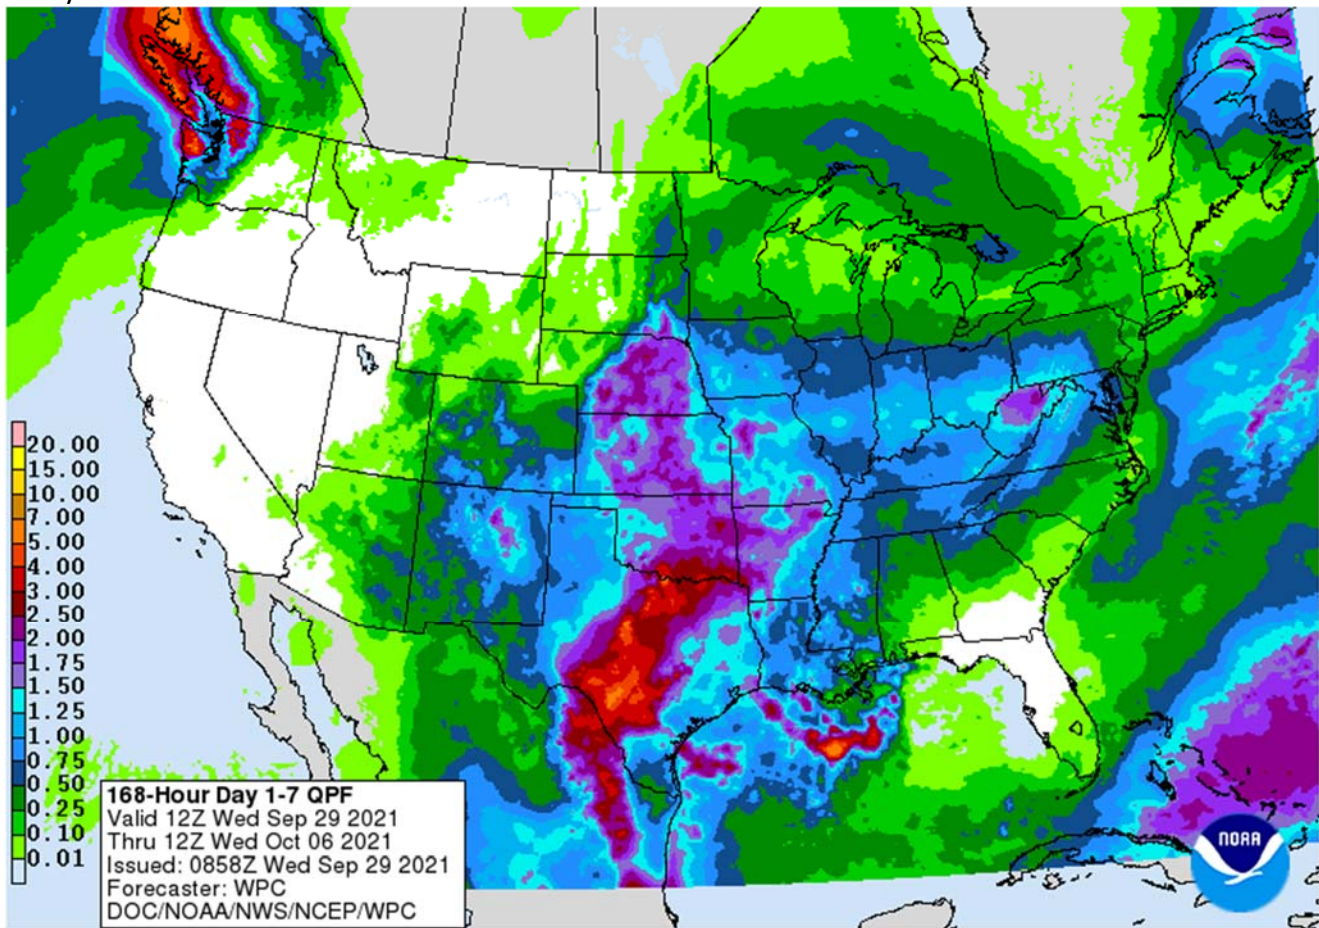 20.00
15.00
10.00
7.00
5.00
4.00
3.00
2.50
2.00
1.75
1.50
1.25
1.00
0.75
0.50
0.25
0.10
0.01
168-Hour Day 1-7 QPF
Valid 12Z Wed Sep 29 2021
Thru 12Z Wed Oct 06 2021
Issued: 0858Z Wed Sep 29 2021
Forecaster: WPC
DOC/NOAA/NWS/NCEP/WPC
NOAA